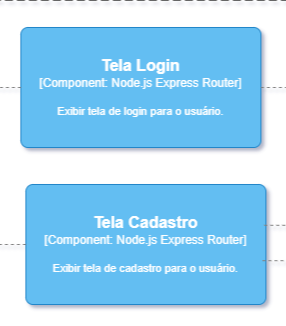 Tela Login
[Component: Node.js Express Router]
Exibir tela de login para o usuário.
Tela Cadastro
[Component: Node.js Express Router]
Exibir tela de cadastro para o usuário.